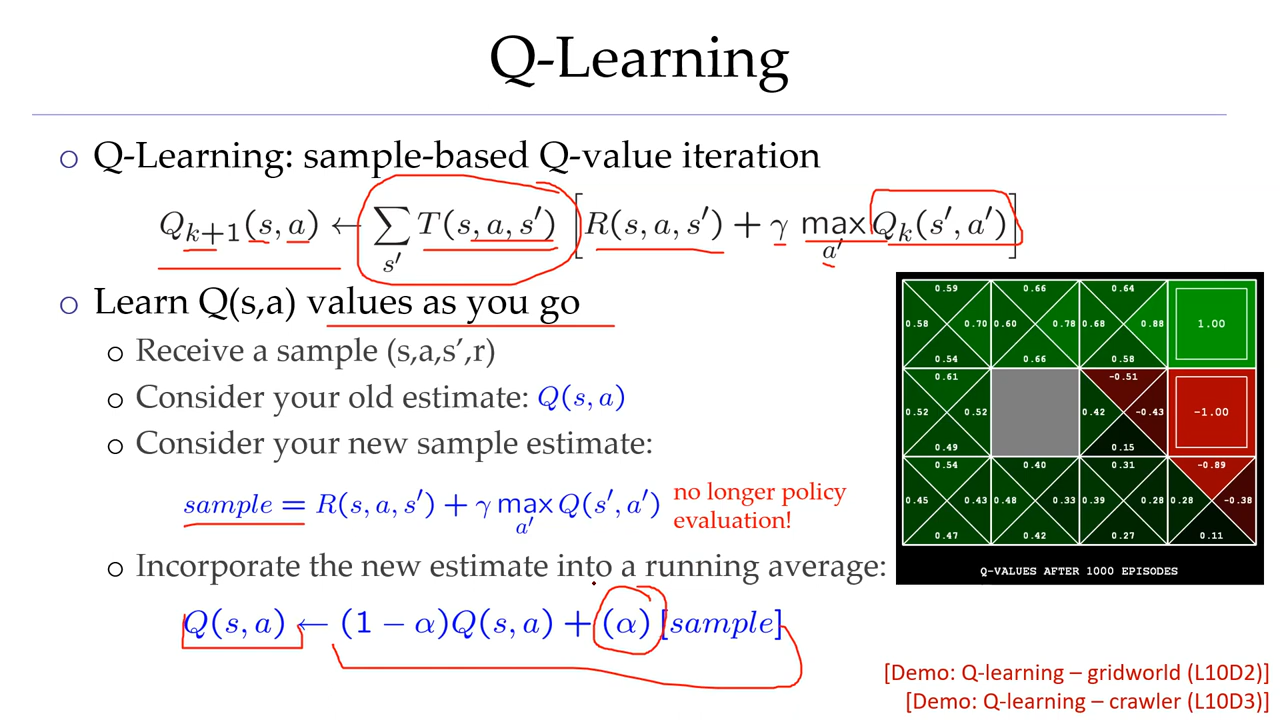 Q-Learning
Q-Learning: sample-based Q-value iteration
Q_{k+1}(s, a) ← ∑_{s′} T(s, a, s′) [R(s, a, s′) + γ max_{a′} Q_k(s′, a′)]
Learn Q(s,a) values as you go
Receive a sample (s,a,s′,r)
Consider your old estimate: Q(s, a)
Consider your new sample estimate:
sample = R(s, a, s′) + γ max_{a′} Q(s′, a′)
no longer policy
evaluation!
Incorporate the new estimate into a running average:
Q(s, a) ← (1 − α)Q(s, a) + (α) [sample]
0.59 0.66 0.64
0.58 0.70 0.60 0.78 0.68 0.88 1.00
0.54 0.66 0.58
0.61 -0.51
0.52 0.52 0.42 -0.43 -1.00
0.49 0.15
0.54 0.40 0.31 -0.89
0.45 0.43 0.48 0.33 0.39 0.28 0.28 -0.38
0.47 0.42 0.27 0.11
Q-VALUES AFTER 1000 EPISODES
[Demo: Q-learning – gridworld (L10D2)]
[Demo: Q-learning – crawler (L10D3)]